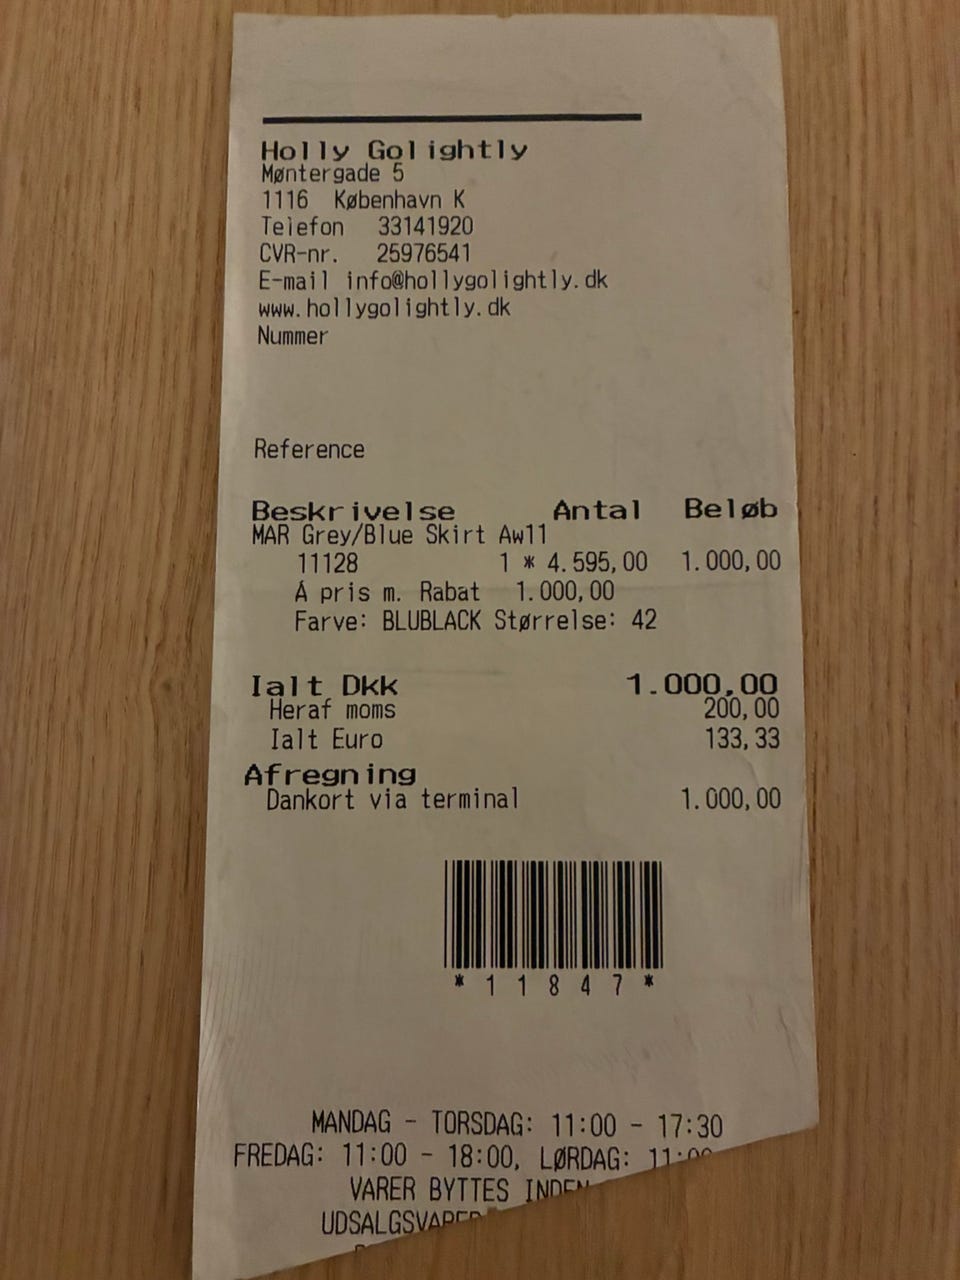 Holly Golightly
Møntergade 5
1116 København K
Telefon 33141920
CVR-nr. 25976541
E-mail info@hollygolightly.dk
www.hollygolightly.dk
Nummer
Reference
Beskrivelse Antal Beløb
MAR Grey/Blue Skirt Aw11
11128 1 * 4.595,00 1.000,00
Á pris m. Rabat 1.000,00
Farve: BLUBLACK Størrelse: 42
Ialt Dkk 1.000,00
Heraf moms 200,00
Ialt Euro 133,33
Afregning
Dankort via terminal 1.000,00
*11847*
MANDAG - TORSDAG: 11:00 - 17:30
FREDAG: 11:00 - 18:00, LØRDAG: 11:00
VARER BYTTES INDEN
UDSALGSVARER